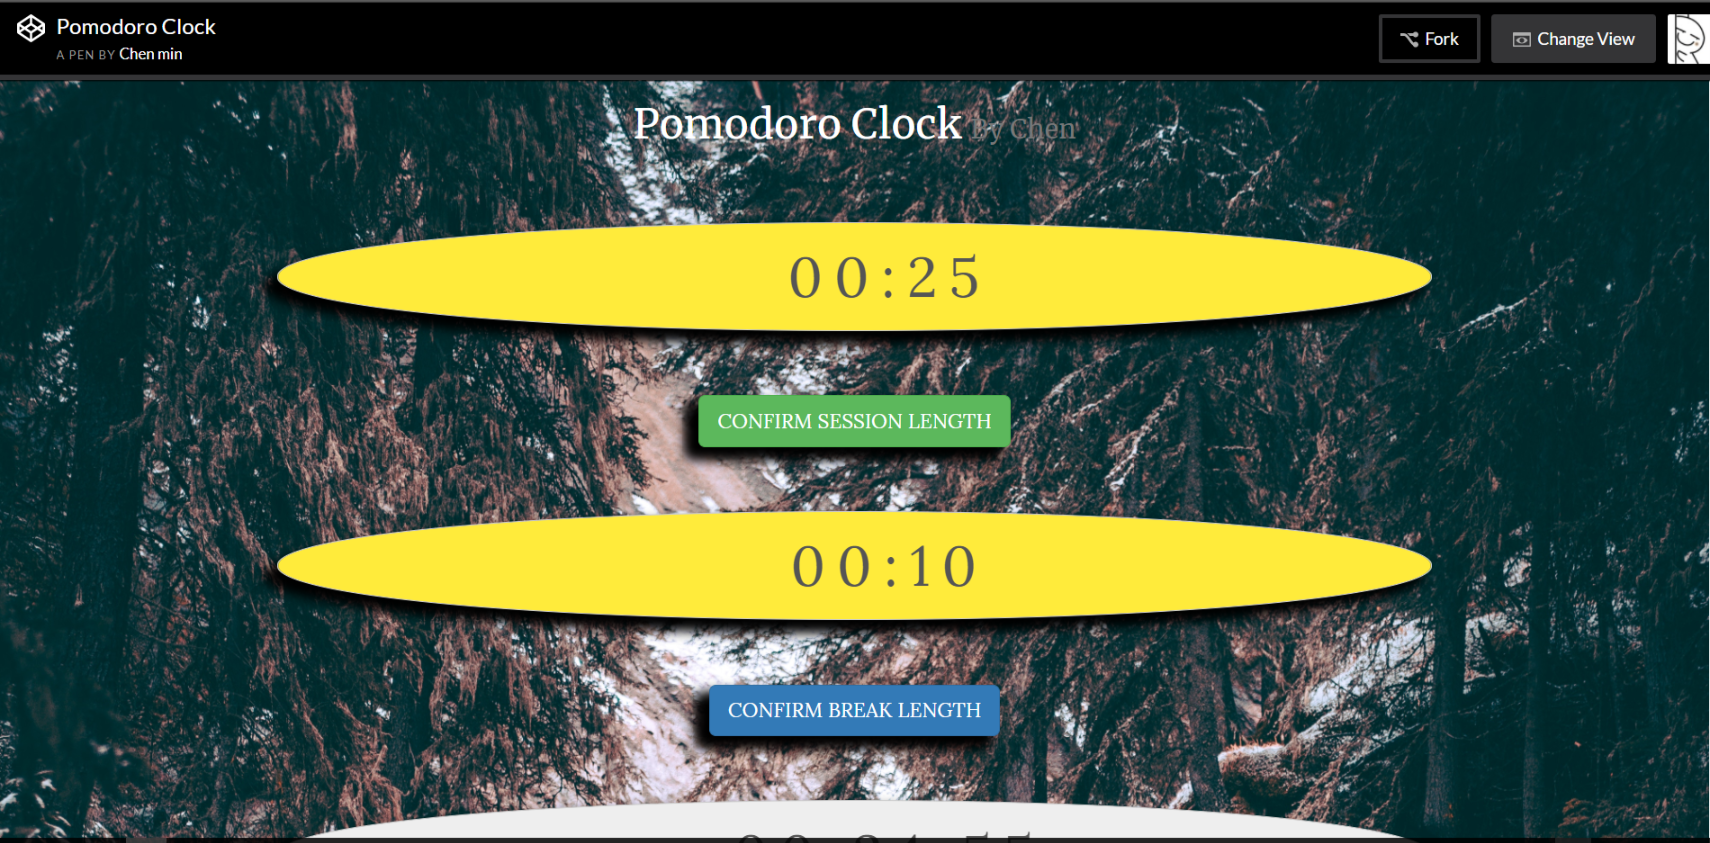 Pomodoro Clock
A PEN BY Chen min
Fork
Change View
Pomodoro Clock By Chen
00:25
CONFIRM SESSION LENGTH
00:10
CONFIRM BREAK LENGTH